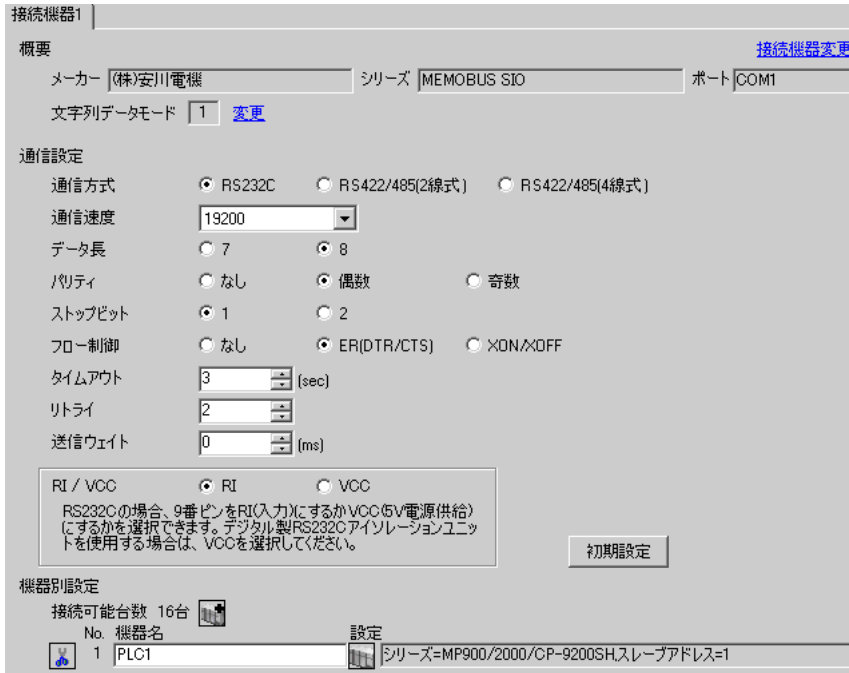 接続機器1
概要 接続機器変更
メーカー (株)安川電機 シリーズ MEMOBUS SIO ポート COM1
文字列データモード 1 変更
通信設定
通信方式 RS232C RS422/485(2線式) RS422/485(4線式)
通信速度 19200
データ長 7 8
パリティ なし 偶数 奇数
ストップビット 1 2
フロー制御 なし ER(DTR/CTS) XON/XOFF
タイムアウト 3 (sec)
リトライ 2
送信ウェイト 0 (ms)
RI / VCC RI VCC
RS232Cの場合、9番ピンをRI(入力)にするかVCC(5V電源供給)
にするかを選択できます。デジタル製RS232Cアイソレーションユニッ
トを使用する場合は、VCCを選択してください。
初期設定
機器別設定
接続可能台数 16台
No. 機器名 設定
1 PLC1 シリーズ=MP900/2000/CP-9200SH,スレーブアドレス=1